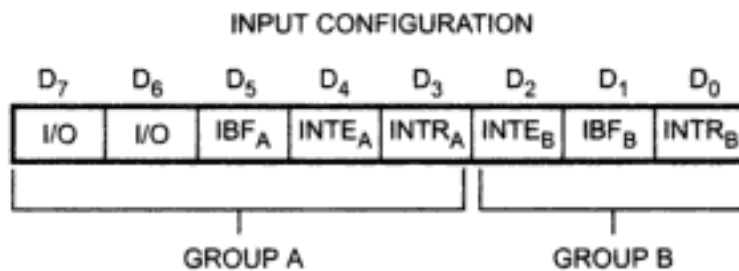 INPUT CONFIGURATION
D7 D6 D5 D4 D3 D2 D1 D0
I/O I/O IBFA INTEA INTRA INTEB IBFB INTRB
GROUP A GROUP B